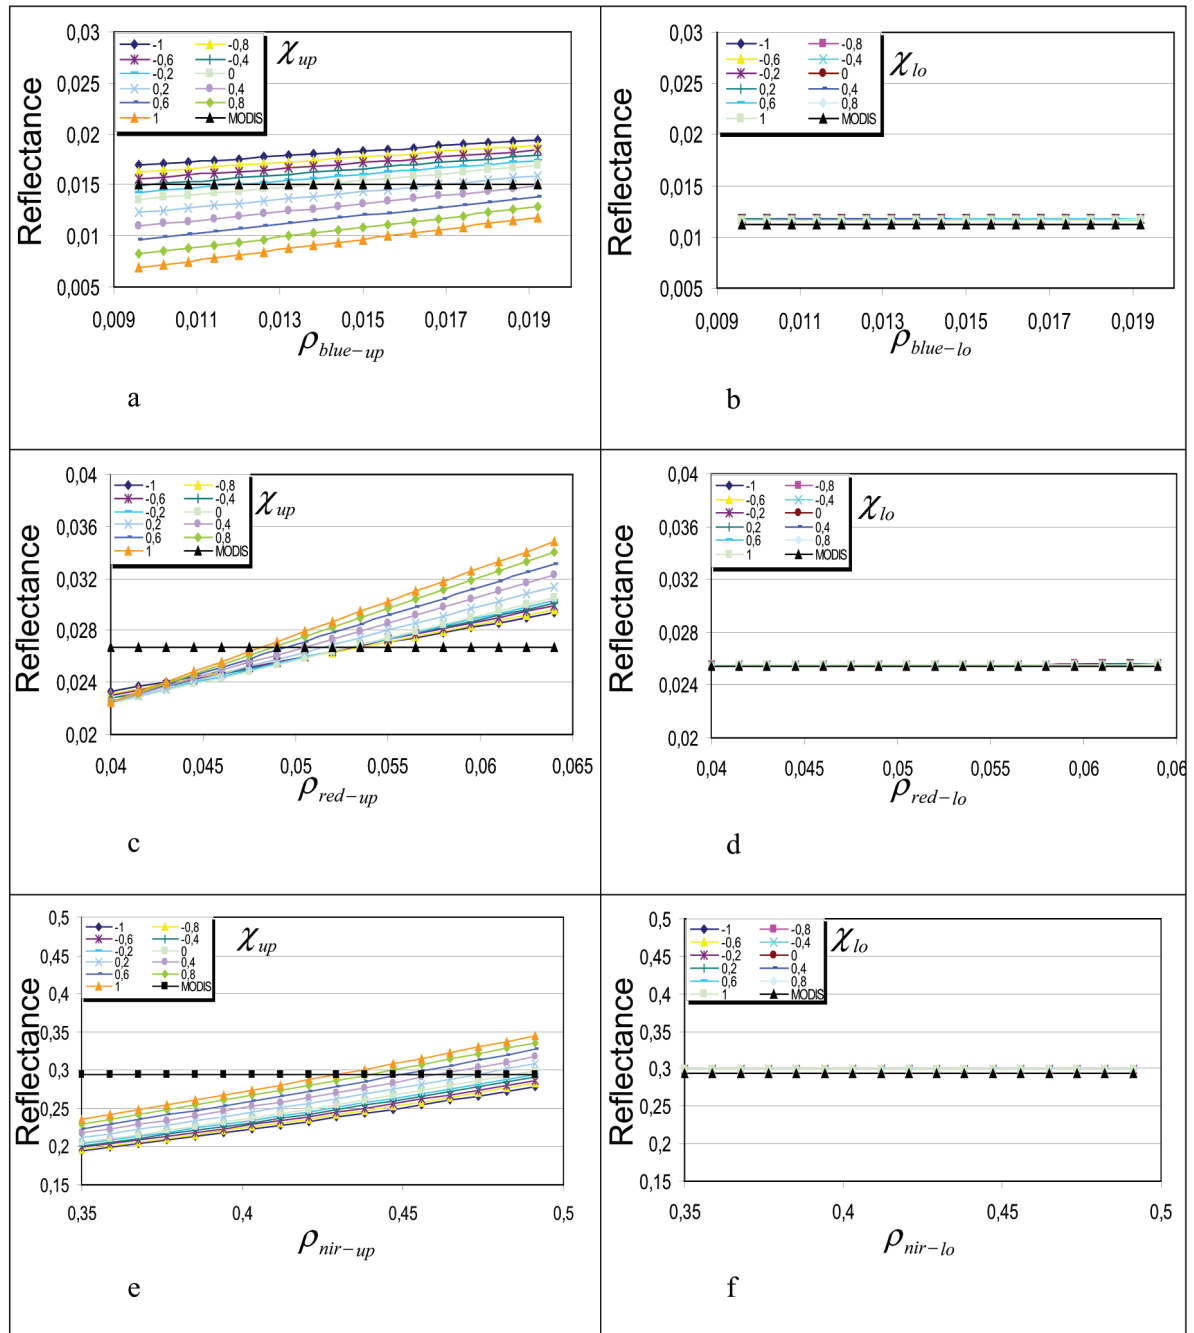 0,03
0,025
0,02
0,015
0,01
0,005
Reflectance
-1 -0,8
-0,6 -0,4
-0,2 0
0,2 0,4
0,6 0,8
1 MODIS
χup
0,009 0,011 0,013 0,015 0,017 0,019
ρblue−up
a
0,03
0,025
0,02
0,015
0,01
0,005
Reflectance
-1 -0,8
-0,6 -0,4
-0,2 0
0,2 0,4
0,6 0,8
1 MODIS
χlo
0,009 0,011 0,013 0,015 0,017 0,019
ρblue−lo
b
0,04
0,036
0,032
0,028
0,024
0,02
Reflectance
-1 -0,8
-0,6 -0,4
-0,2 0
0,2 0,4
0,6 0,8
1 MODIS
χup
0,04 0,045 0,05 0,055 0,06 0,065
ρred−up
c
0,04
0,036
0,032
0,028
0,024
0,02
Reflectance
-1 -0,8
-0,6 -0,4
-0,2 0
0,2 0,4
0,6 0,8
1 MODIS
χlo
0,04 0,045 0,05 0,055 0,06 0,06
ρred−lo
d
0,5
0,45
0,4
0,35
0,3
0,25
0,2
0,15
Reflectance
-1 -0,8
-0,6 -0,4
-0,2 0
0,2 0,4
0,6 0,8
1 MODIS
χup
0,35 0,4 0,45 0,5
ρnir−up
e
0,5
0,45
0,4
0,35
0,3
0,25
0,2
0,15
Reflectance
-1 -0,8
-0,6 -0,4
-0,2 0
0,2 0,4
0,6 0,8
1 MODIS
χlo
0,35 0,4 0,45 0,5
ρnir−lo
f